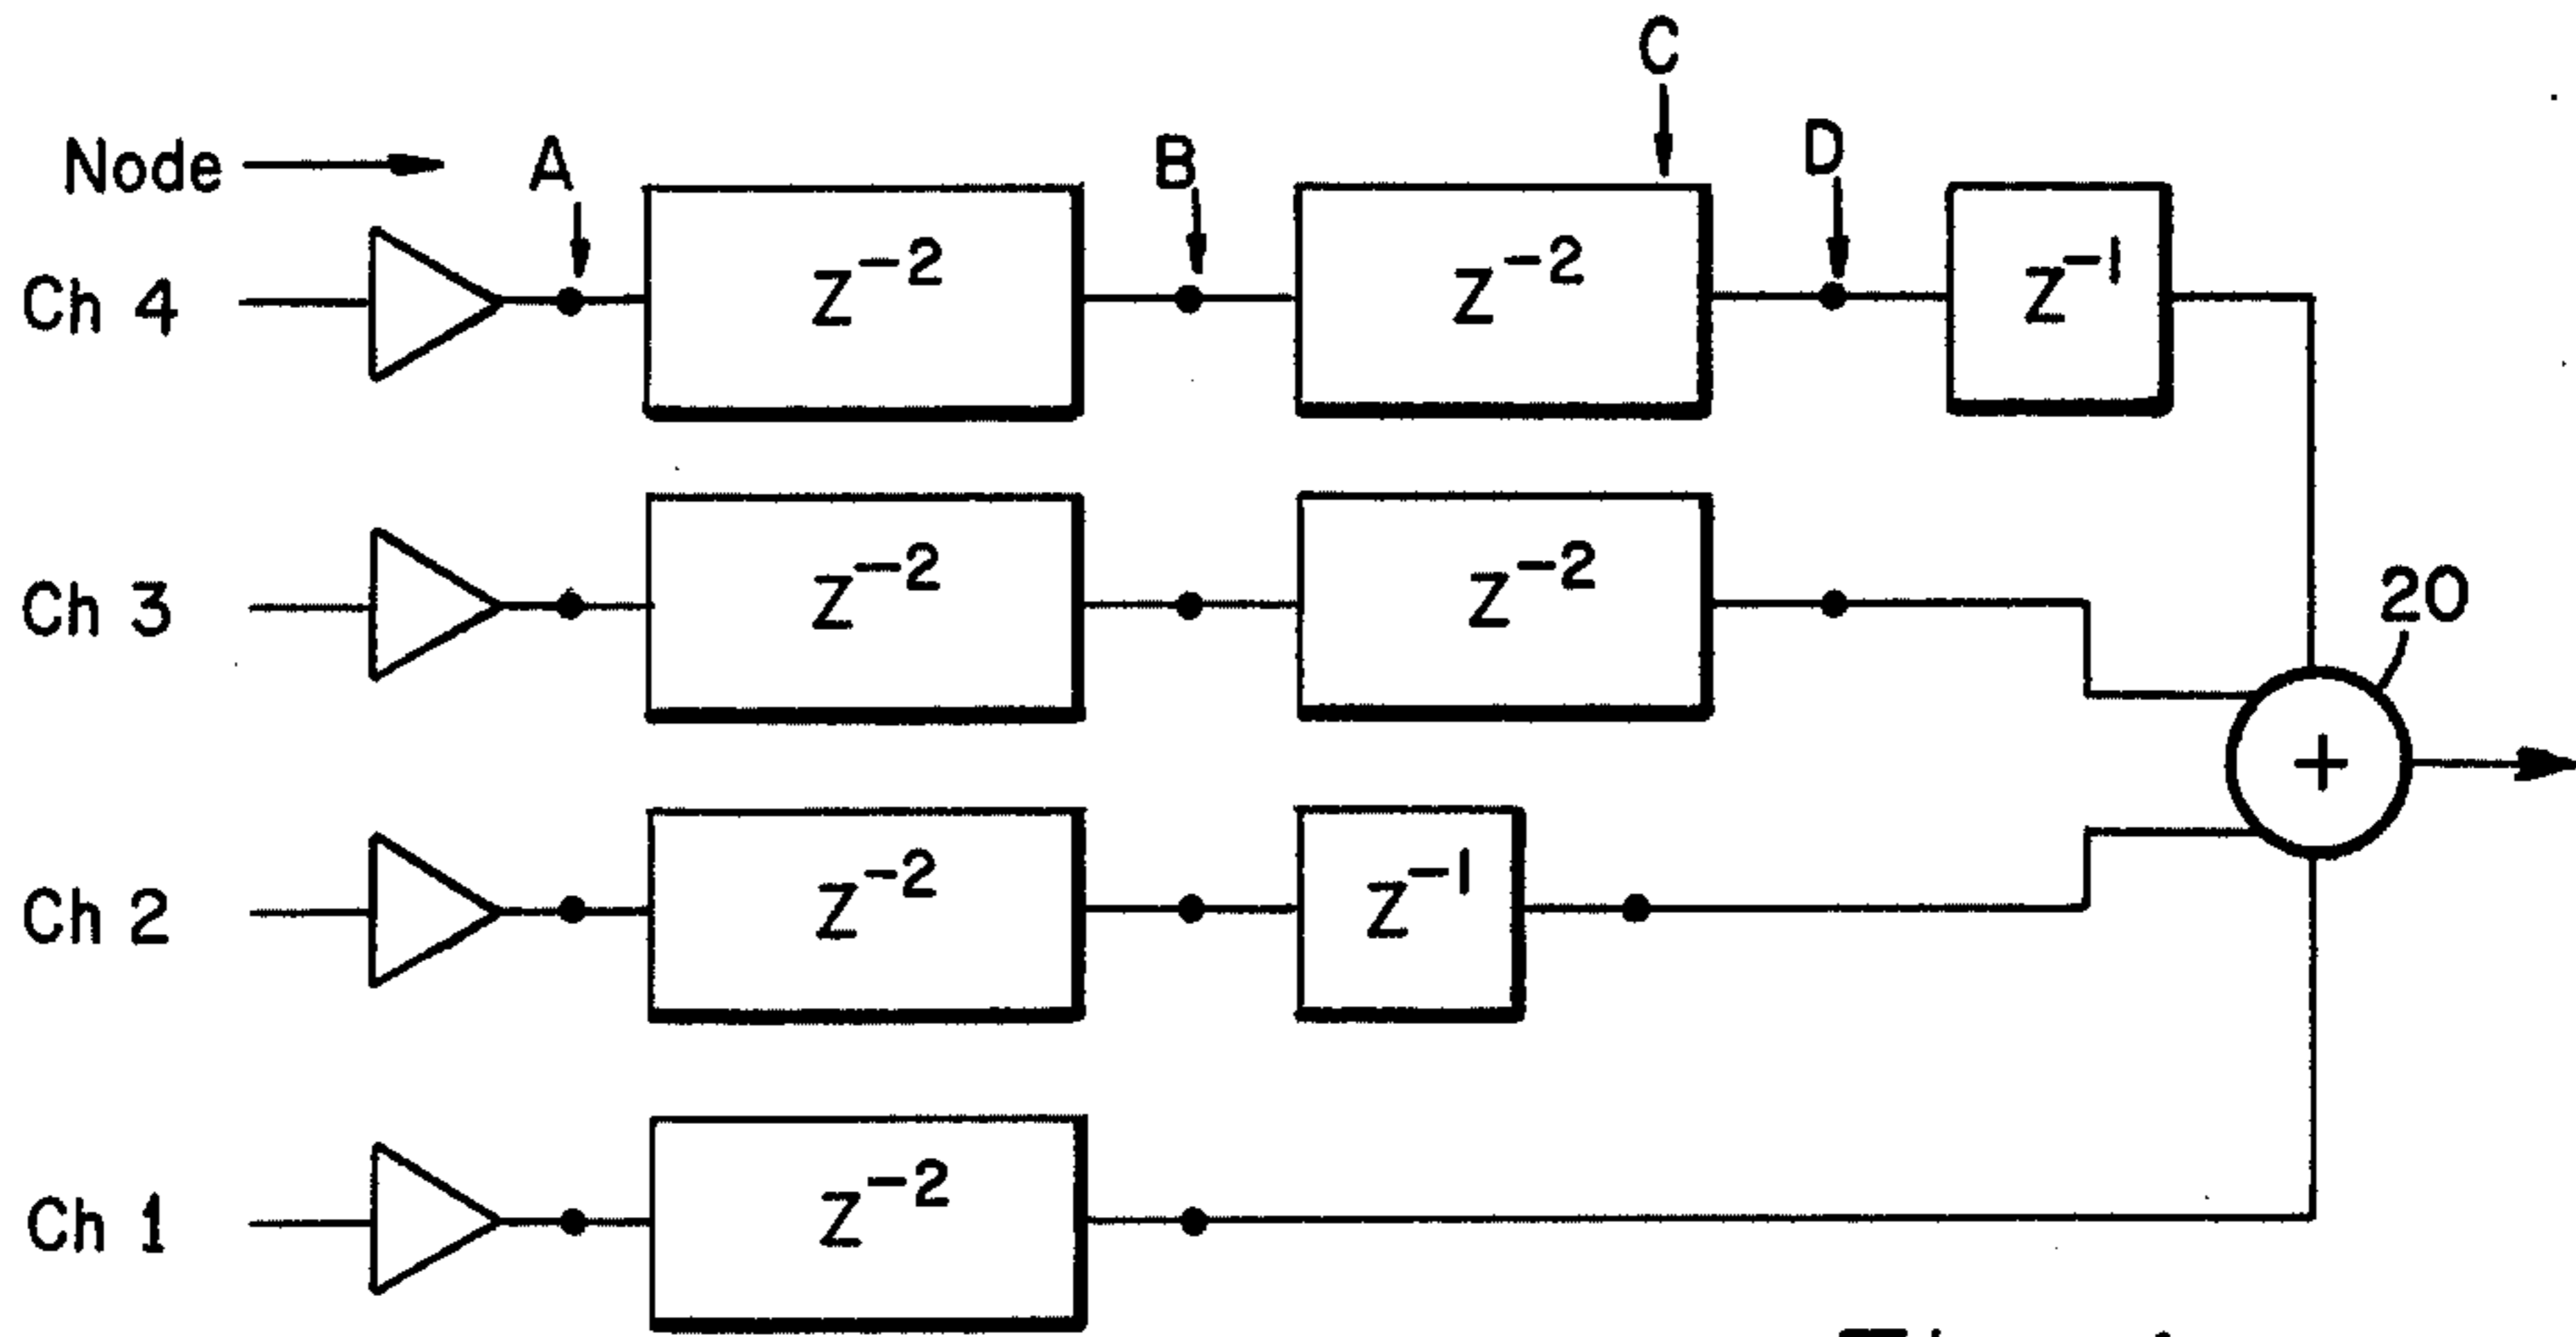 C
Node A B D
Ch 4 Z⁻² Z⁻² Z⁻¹
Ch 3 Z⁻² Z⁻² 20
Ch 2 Z⁻² Z⁻¹ +
Ch 1 Z⁻²